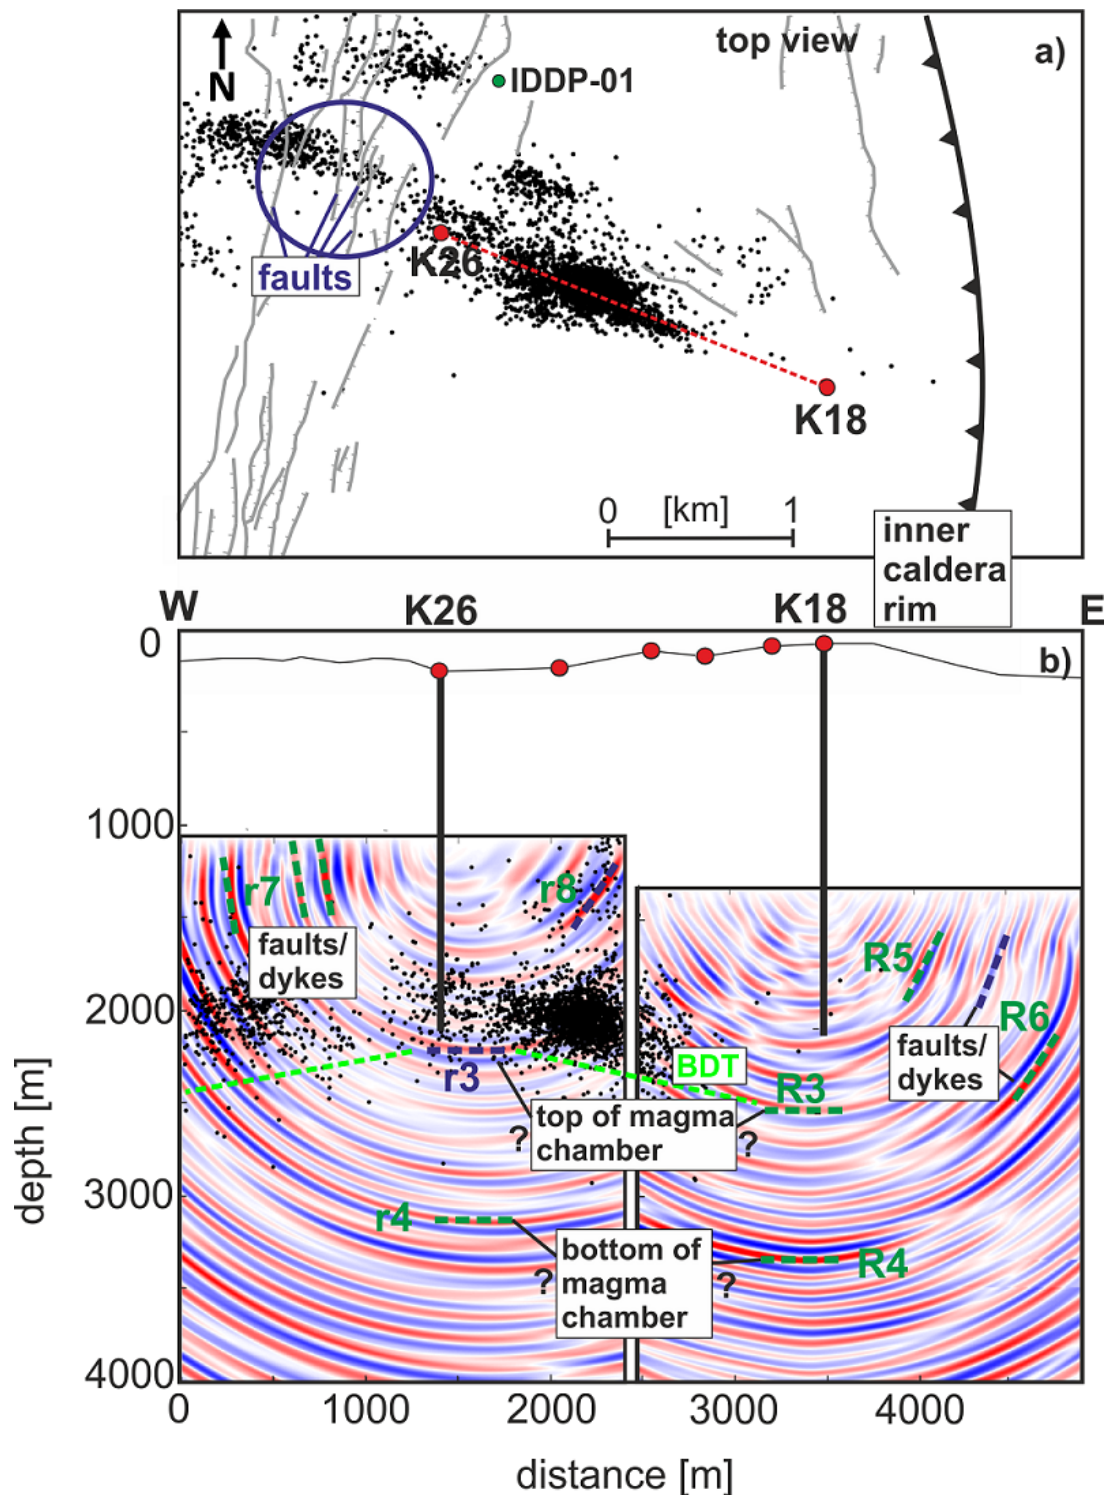 top view
a)
N
IDDP-01
faults
K26
K18
0 [km] 1
inner
caldera
rim
W K26 K18 E
b)
0
1000
2000
3000
4000
depth [m]
r7
r8
faults/
dykes
R5
R6
faults/
dykes
BDT
r3
R3
top of magma
chamber
? ?
r4
R4
bottom of
magma
chamber
? ?
0 1000 2000 3000 4000
distance [m]